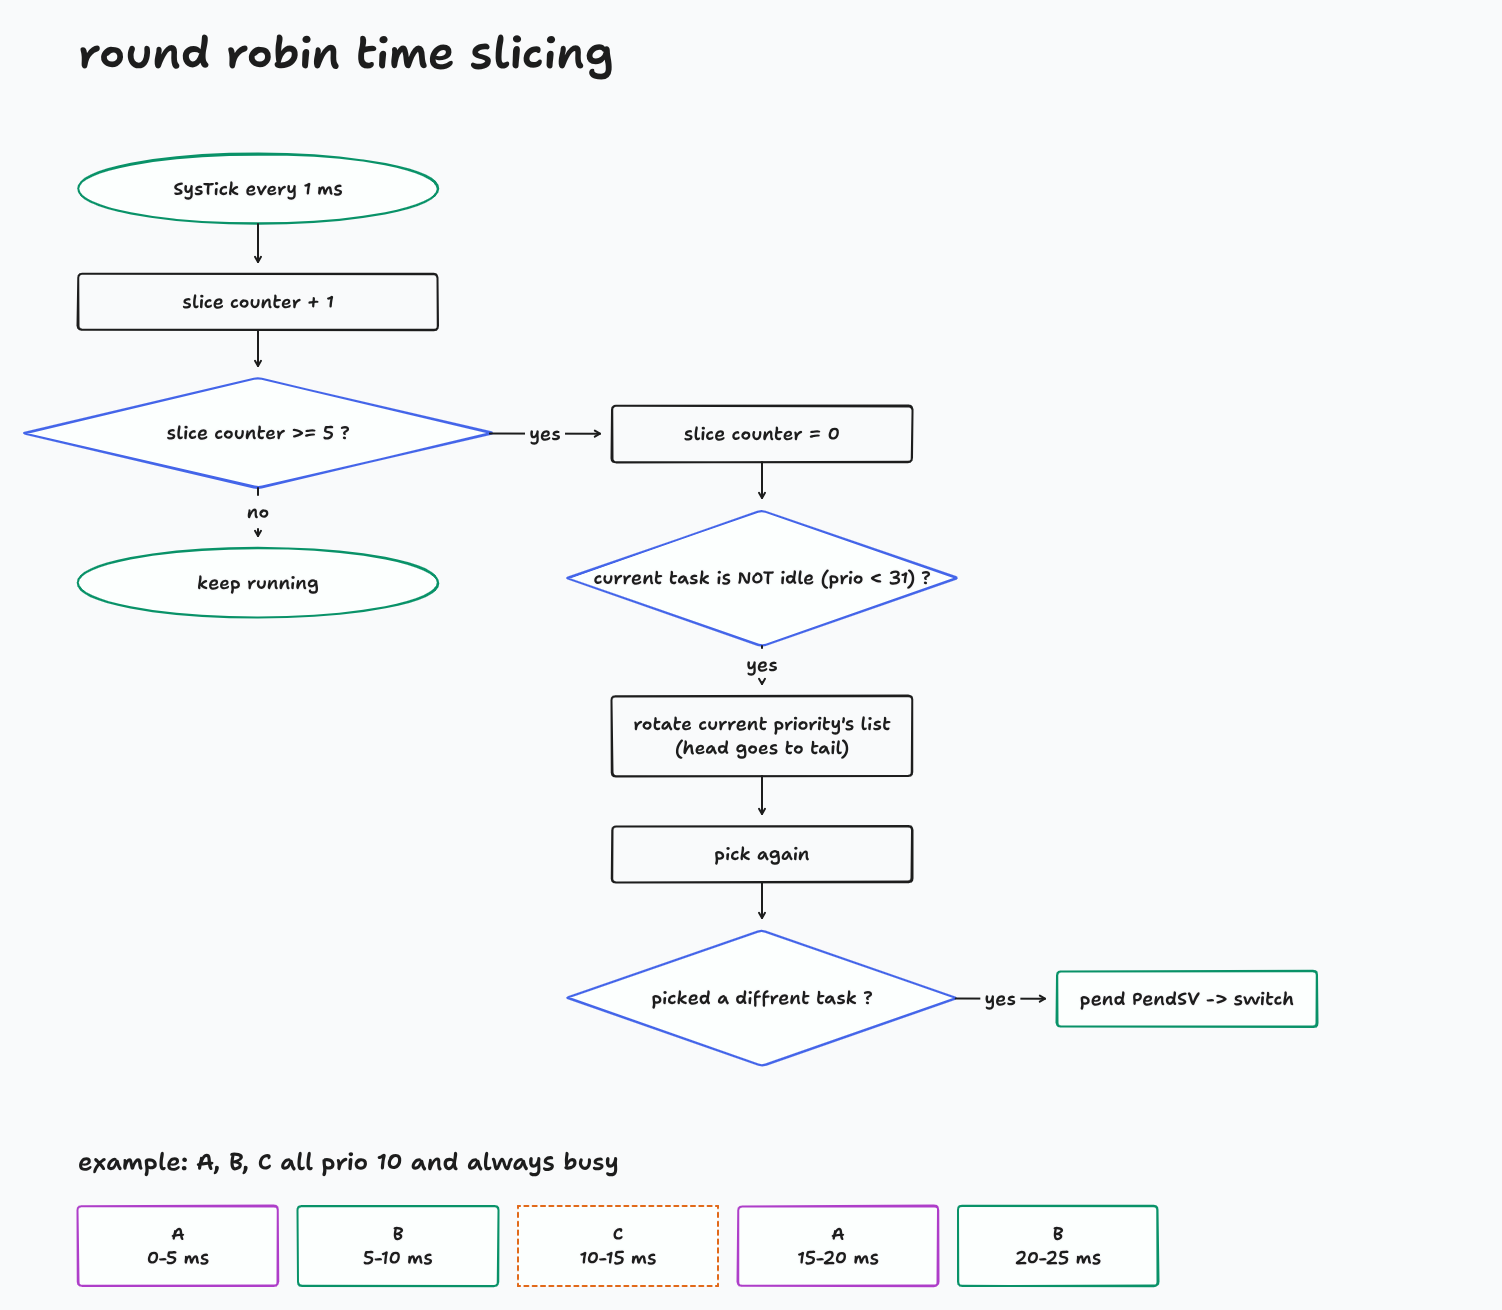 round robin time slicing
SysTick every 1 ms
slice counter + 1
slice counter >= 5 ?
yes
slice counter = 0
no
keep running
current task is NOT idle (prio < 31) ?
yes
rotate current priority's list
(head goes to tail)
pick again
picked a diffrent task ?
yes
pend PendSV -> switch
example: A, B, C all prio 10 and always busy
A
0-5 ms
B
5-10 ms
C
10-15 ms
A
15-20 ms
B
20-25 ms